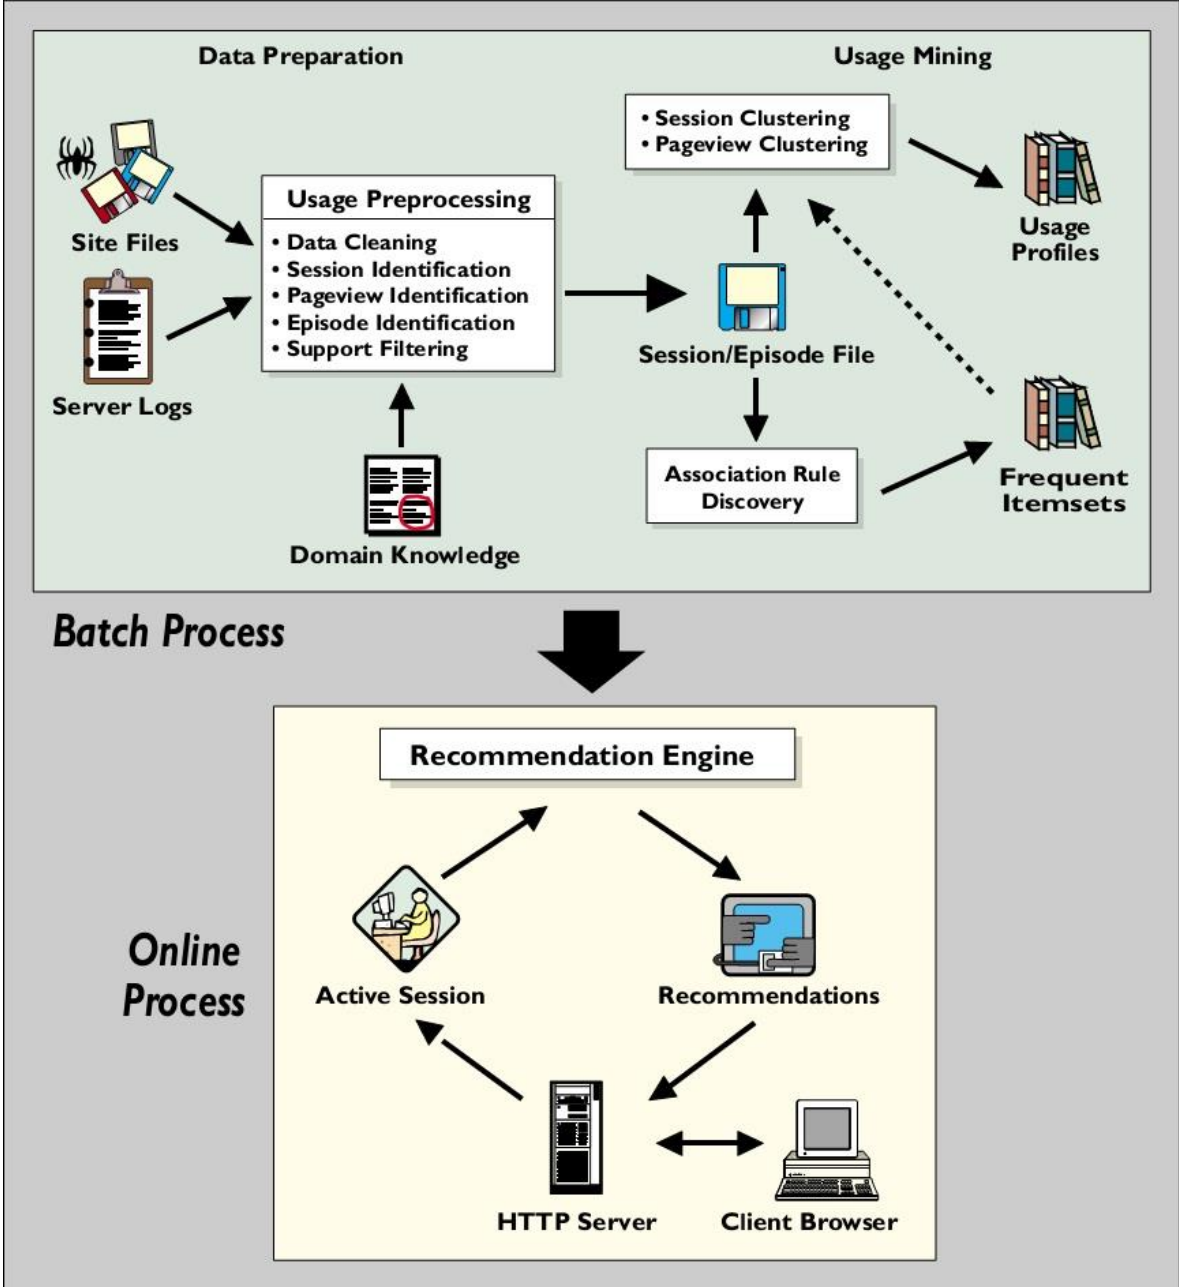 Data Preparation
Usage Mining
Site Files
Server Logs
Usage Preprocessing
• Data Cleaning
• Session Identification
• Pageview Identification
• Episode Identification
• Support Filtering
Domain Knowledge
• Session Clustering
• Pageview Clustering
Session/Episode File
Association Rule
Discovery
Usage
Profiles
Frequent
Itemsets
Batch Process
Recommendation Engine
Online
Process
Active Session
Recommendations
HTTP Server
Client Browser